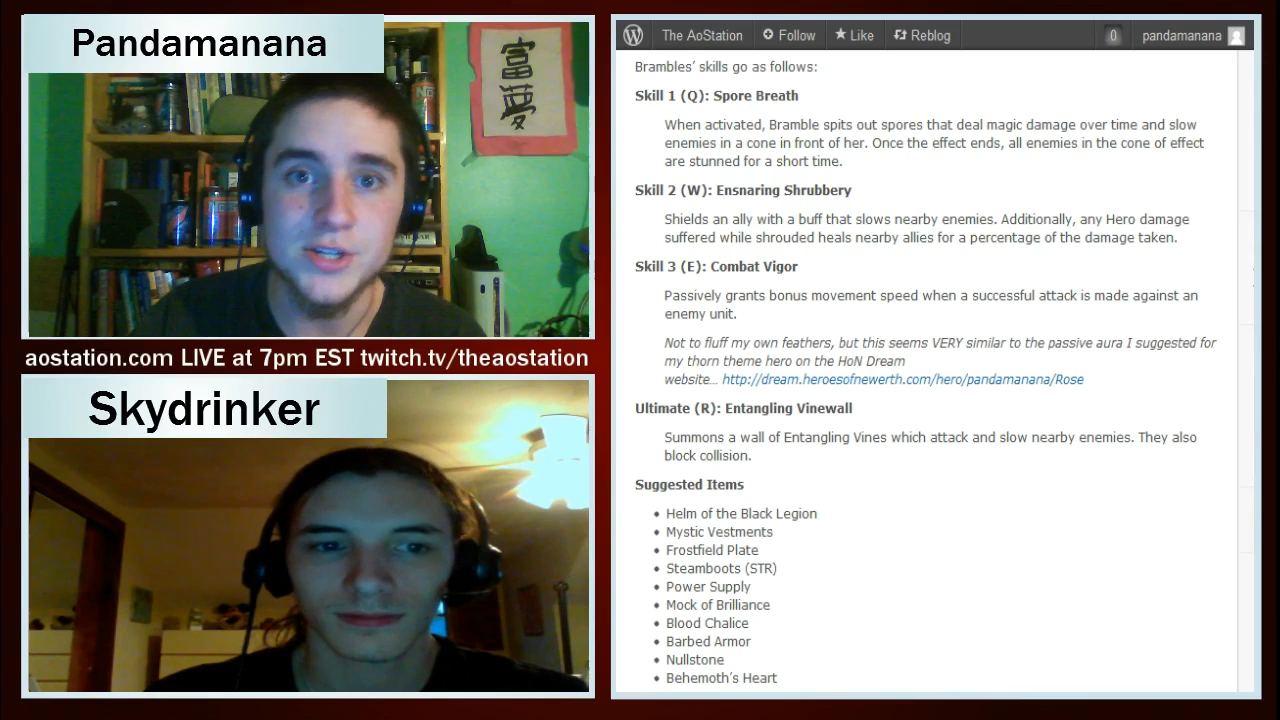 Pandamanana
富
夢
aostation.com LIVE at 7pm EST twitch.tv/theaostation
Skydrinker
The AoStation Follow Like Reblog 0 pandamanana
Brambles’ skills go as follows:
Skill 1 (Q): Spore Breath
When activated, Bramble spits out spores that deal magic damage over time and slow
enemies in a cone in front of her. Once the effect ends, all enemies in the cone of effect
are stunned for a short time.
Skill 2 (W): Ensnaring Shrubbery
Shields an ally with a buff that slows nearby enemies. Additionally, any Hero damage
suffered while shrouded heals nearby allies for a percentage of the damage taken.
Skill 3 (E): Combat Vigor
Passively grants bonus movement speed when a successful attack is made against an
enemy unit.
Not to fluff my own feathers, but this seems VERY similar to the passive aura I suggested for
my thorn theme hero on the HoN Dream
website... http://dream.heroesofnewerth.com/hero/pandamanana/Rose
Ultimate (R): Entangling Vinewall
Summons a wall of Entangling Vines which attack and slow nearby enemies. They also
block collision.
Suggested Items
• Helm of the Black Legion
• Mystic Vestments
• Frostfield Plate
• Steamboots (STR)
• Power Supply
• Mock of Brilliance
• Blood Chalice
• Barbed Armor
• Nullstone
• Behemoth’s Heart